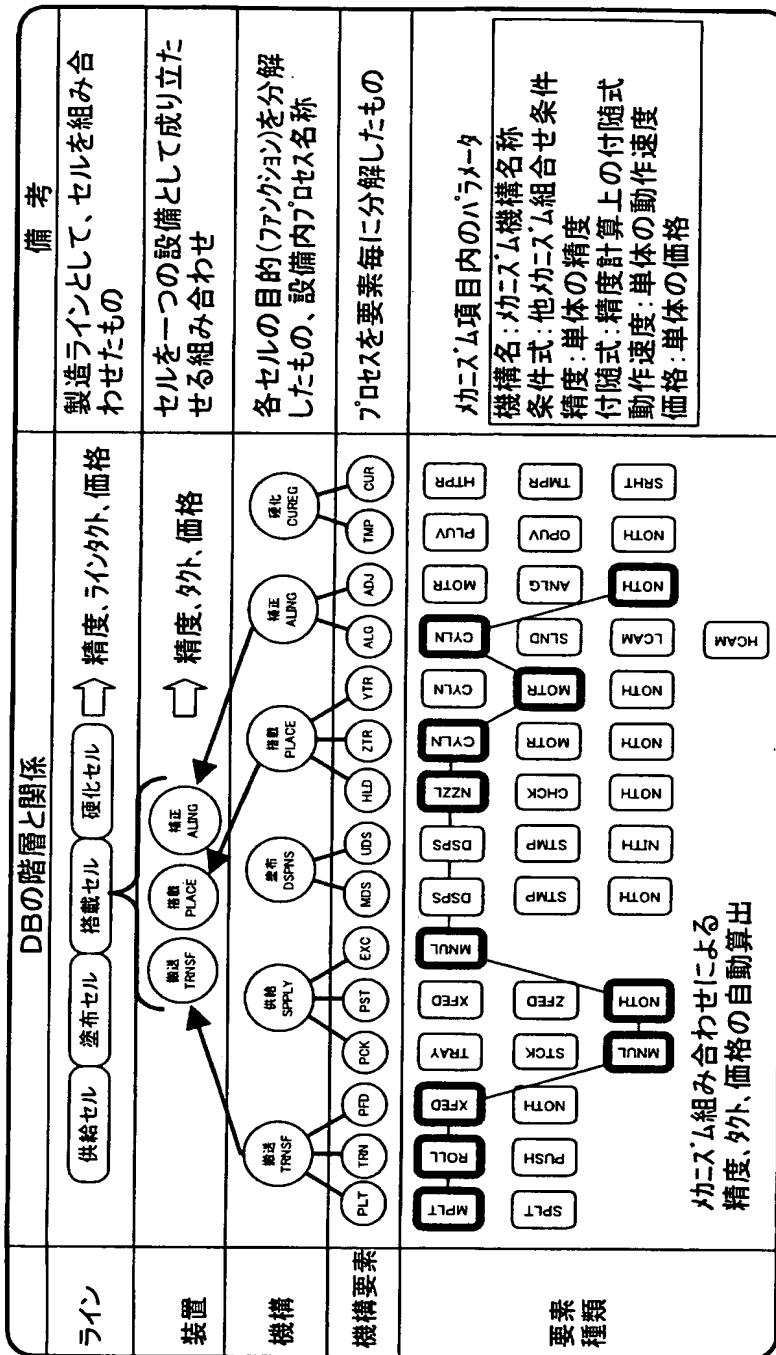 DBの階層と関係
備 考
ライン
供給セル
塗布セル
搭載セル
硬化セル
精度、ラインタクト、価格
製造ラインとして、セルを組み合
わせたもの
装置
搬送
TRNSF
搭載
PLACE
補正
ALING
精度、タクト、価格
セルを一つの設備として成り立た
せる組み合わせ
機構
搬送
TRNSF
供給
SPPLY
塗布
DSPNS
搭載
PLACE
補正
ALING
硬化
CUREG
各セルの目的(ファンクション)を分解
したもの、設備内プロセス名称
機構要素
PLT
TRN
PFD
PCK
PST
EXC
MDS
UDS
HLD
ZTR
YTR
ALG
ADJ
TMP
CUR
プロセスを要素毎に分解したもの
要素
種類
MPLT
ROLL
XFED
TRAY
XFED
MNUL
DSPS
DSPS
NZZL
CYLN
CYLN
CYLN
MOTR
PLUV
HTPR
SPLT
PUSH
NOTH
STCK
ZFED
STMP
STMP
CHCK
MOTR
MOTR
SLND
ANLG
OPUV
TMPR
MNUL
NOTH
NOTH
NITH
NOTH
NOTH
NOTH
LCAM
NOTH
NOTH
SRHT
HCAM
メカニズム組み合わせによる
精度、タクト、価格の自動算出
メカニズム項目内のパラメータ
機構名:メカニズム機構名称
条件式:他メカニズム組合せ条件
精度:単体の精度
付随式:精度計算上の付随式
動作速度:単体の動作速度
価格:単体の価格